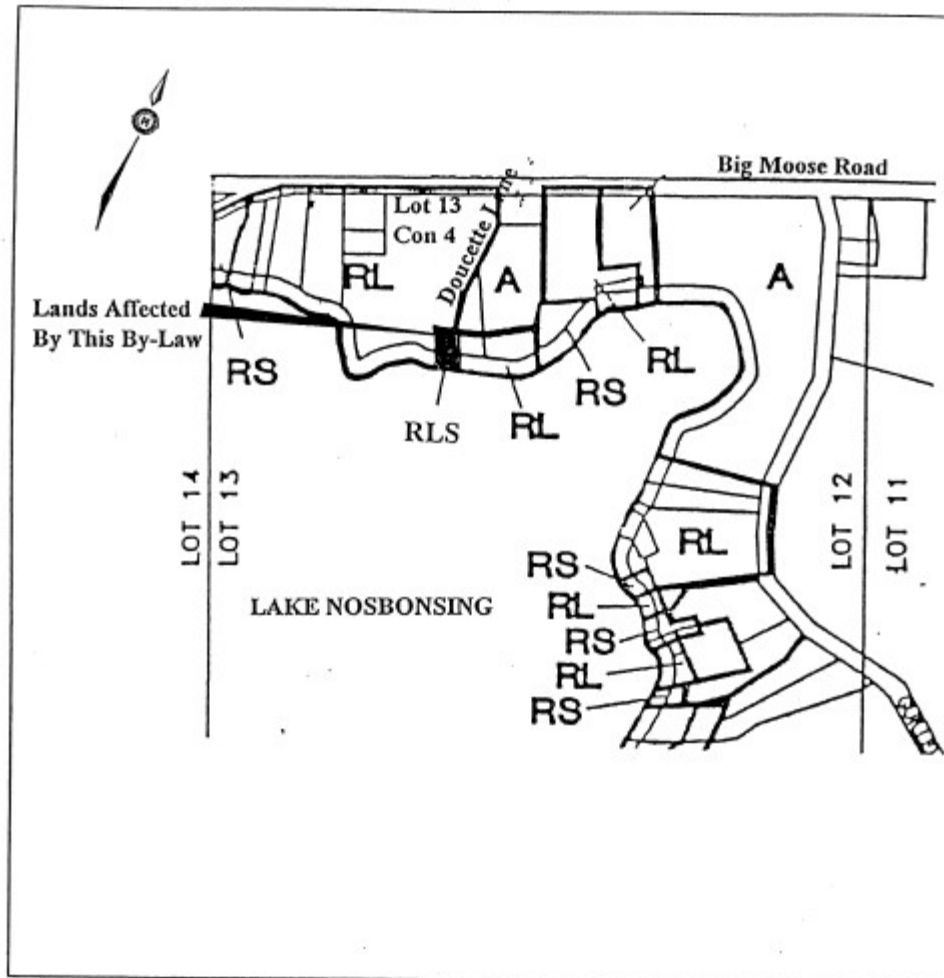 N
Big Moose Road
Lot 13
Con 4
Doucette
RL
A
A
Lands Affected
By This By-Law
RS
RL
RS
RLS
RL
LOT 14
LOT 13
LOT 12
LOT 11
RL
RS
LAKE NOSBONSING
RL
RS
RL
RS